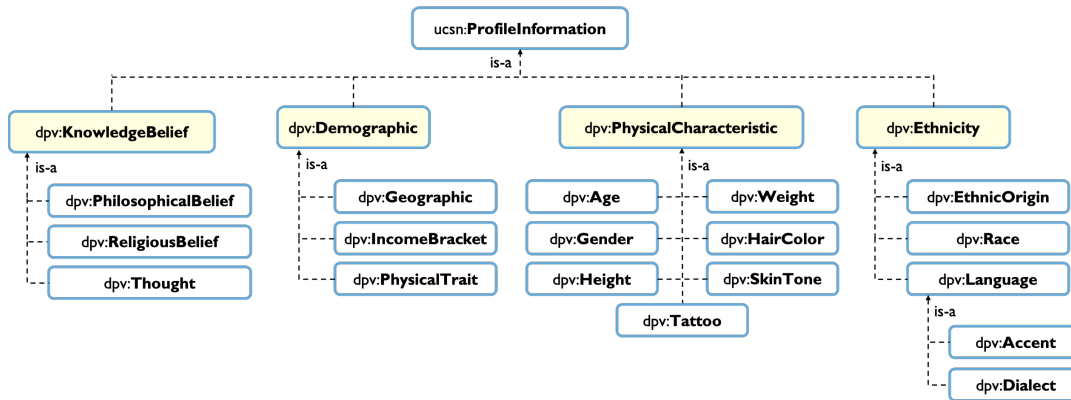 ucsn:ProfileInformation
is-a
dpv:KnowledgeBelief
dpv:Demographic
dpv:PhysicalCharacteristic
dpv:Ethnicity
is-a
is-a
is-a
is-a
dpv:PhilosophicalBelief
dpv:Geographic
dpv:Age
dpv:Weight
dpv:EthnicOrigin
dpv:ReligiousBelief
dpv:IncomeBracket
dpv:Gender
dpv:HairColor
dpv:Race
dpv:Thought
dpv:PhysicalTrait
dpv:Height
dpv:SkinTone
dpv:Language
dpv:Tattoo
is-a
dpv:Accent
dpv:Dialect